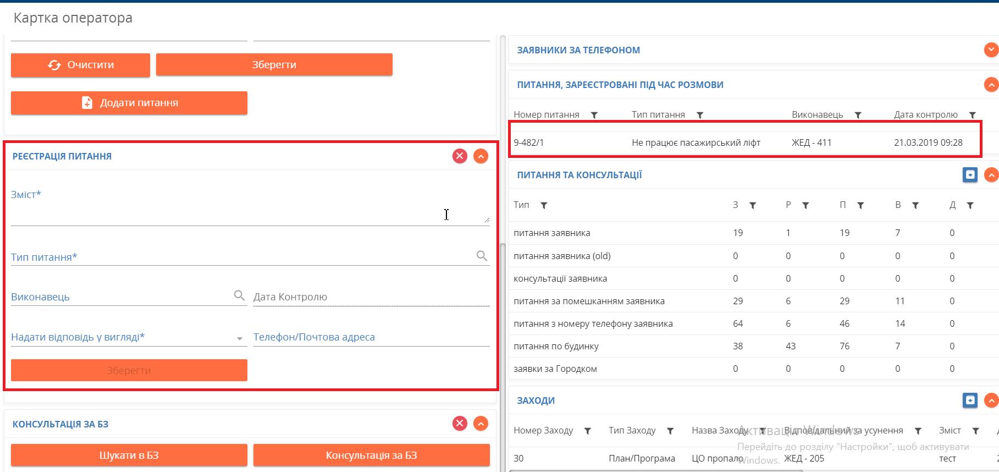 Картка оператора
Очистити
Зберегти
Додати питання
РЕЄСТРАЦІЯ ПИТАННЯ
Зміст*
Тип питання*
Виконавець
Дата Контролю
Надати відповідь у вигляді*
Телефон/Почтова адреса
Зберегти
КОНСУЛЬТАЦІЯ ЗА БЗ
Шукати в БЗ
Консультація за БЗ
ЗАЯВНИКИ ЗА ТЕЛЕФОНОМ
ПИТАННЯ, ЗАРЕЄСТРОВАНІ ПІД ЧАС РОЗМОВИ
Номер питання Тип питання Виконавець Дата контролю
9-482/1 Не працює пасажирський ліфт ЖЕД - 411 21.03.2019 09:28
ПИТАННЯ ТА КОНСУЛЬТАЦІЇ
Тип З Р П В Д
питання заявника 19 1 19 7 0
питання заявника (old) 0 0 0 0 0
консультації заявника 0 0 0 0 0
питання за помешканням заявника 29 6 29 11 0
питання з номеру телефону заявника 64 6 46 14 0
питання по будинку 38 43 76 7 0
заявки за Городком 0 0 0 0 0
ЗАХОДИ
Номер Заходу Тип Заходу Назва Заходу Відповідальний за усунення Зміст
30 План/Програма ЦО пропало ЖЕД - 205 тест
Активація Windows
Перейдіть до розділу "Настройки", щоб активувати
Windows.